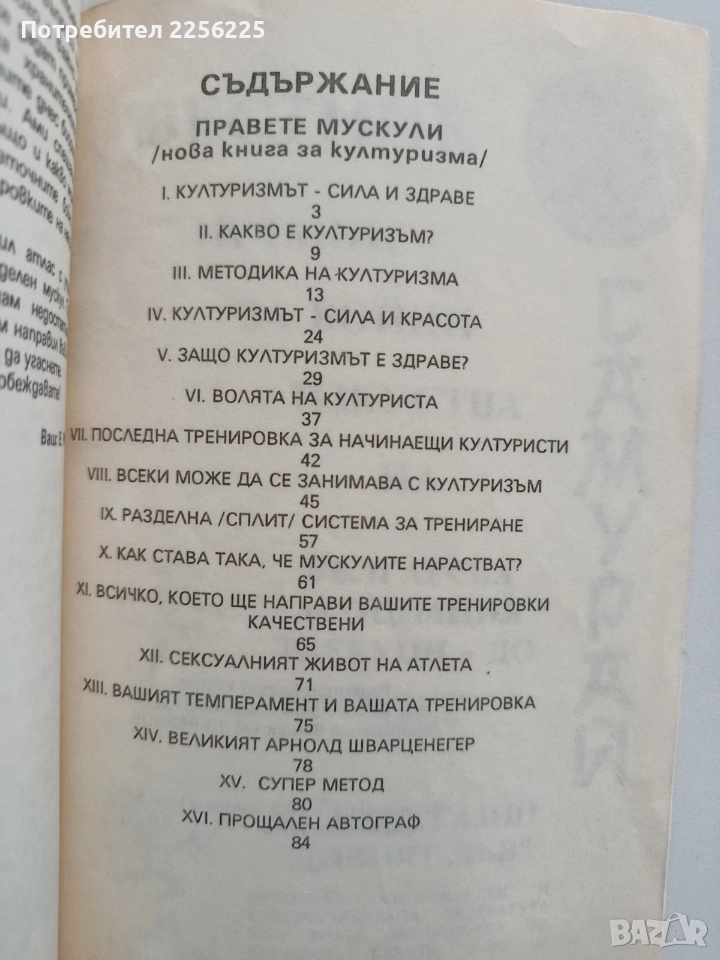 Потребител 2256225
СЪДЪРЖАНИЕ
ПРАВЕТЕ МУСКУЛИ
/нова книга за културизма/
I. КУЛТУРИЗМЪТ - СИЛА И ЗДРАВЕ
3
II. КАКВО Е КУЛТУРИЗЪМ?
9
III. МЕТОДИКА НА КУЛТУРИЗМА
13
IV. КУЛТУРИЗМЪТ - СИЛА И КРАСОТА
24
V. ЗАЩО КУЛТУРИЗМЪТ Е ЗДРАВЕ?
29
VI. ВОЛЯТА НА КУЛТУРИСТА
37
VII. ПОСЛЕДНА ТРЕНИРОВКА ЗА НАЧИНАЕЩИ КУЛТУРИСТИ
42
VIII. ВСЕКИ МОЖЕ ДА СЕ ЗАНИМАВА С КУЛТУРИЗЪМ
45
IX. РАЗДЕЛНА /СПЛИТ/ СИСТЕМА ЗА ТРЕНИРАНЕ
57
X. КАК СТАВА ТАКА, ЧЕ МУСКУЛИТЕ НАРАСТВАТ?
61
XI. ВСИЧКО, КОЕТО ЩЕ НАПРАВИ ВАШИТЕ ТРЕНИРОВКИ
КАЧЕСТВЕНИ
65
XII. СЕКСУАЛНИЯТ ЖИВОТ НА АТЛЕТА
71
XIII. ВАШИЯТ ТЕМПЕРАМЕНТ И ВАШАТА ТРЕНИРОВКА
75
XIV. ВЕЛИКИЯТ АРНОЛД ШВАРЦЕНЕГЕР
78
XV. СУПЕР МЕТОД
80
XVI. ПРОЩАЛЕН АВТОГРАФ
84
BAZAR